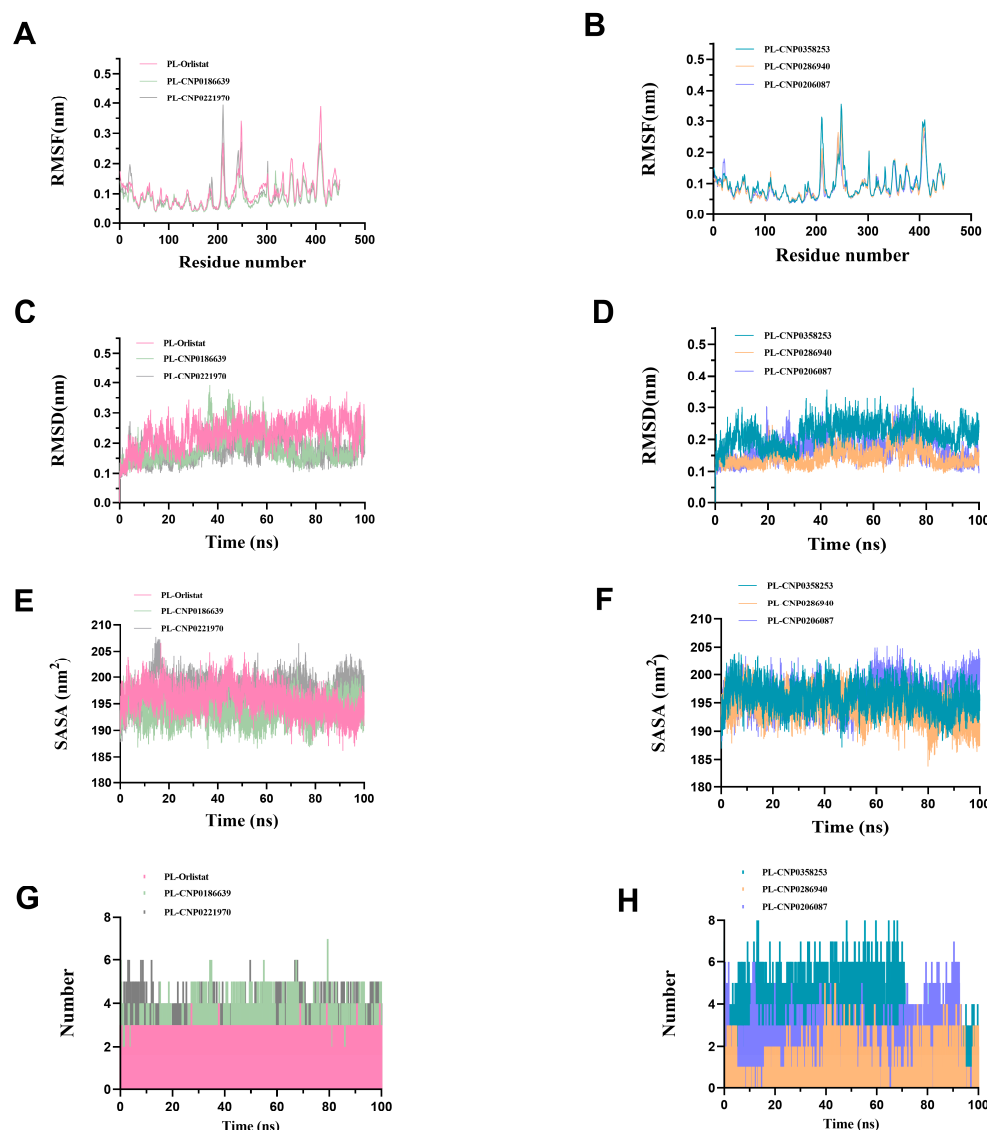 A
PL-Orlistat
PL-CNP0186639
PL-CNP0221970
RMSF(nm)
0.5
0.4
0.3
0.2
0.1
0.0
0 100 200 300 400 500
Residue number
B
PL-CNP0358253
PL-CNP0286940
PL-CNP0206087
RMSF(nm)
0.5
0.4
0.3
0.2
0.1
0.0
0 100 200 300 400 500
Residue number
C
PL-Orlistat
PL-CNP0186639
PL-CNP0221970
RMSD(nm)
0.5
0.4
0.3
0.2
0.1
0.0
0 20 40 60 80 100
Time (ns)
D
PL-CNP0358253
PL-CNP0286940
PL-CNP0206087
RMSD(nm)
0.5
0.4
0.3
0.2
0.1
0.0
0 20 40 60 80 100
Time (ns)
E
PL-Orlistat
PL-CNP0186639
PL-CNP0221970
SASA (nm²)
210
205
200
195
190
185
180
0 20 40 60 80 100
Time (ns)
F
PL-CNP0358253
PL-CNP0286940
PL-CNP0206087
SASA (nm²)
210
205
200
195
190
185
180
0 20 40 60 80 100
Time (ns)
G
PL-Orlistat
PL-CNP0186639
PL-CNP0221970
Number
8
6
4
2
0
0 20 40 60 80 100
Time (ns)
H
PL-CNP0358253
PL-CNP0286940
PL-CNP0206087
Number
8
6
4
2
0
0 20 40 60 80 100
Time (ns)